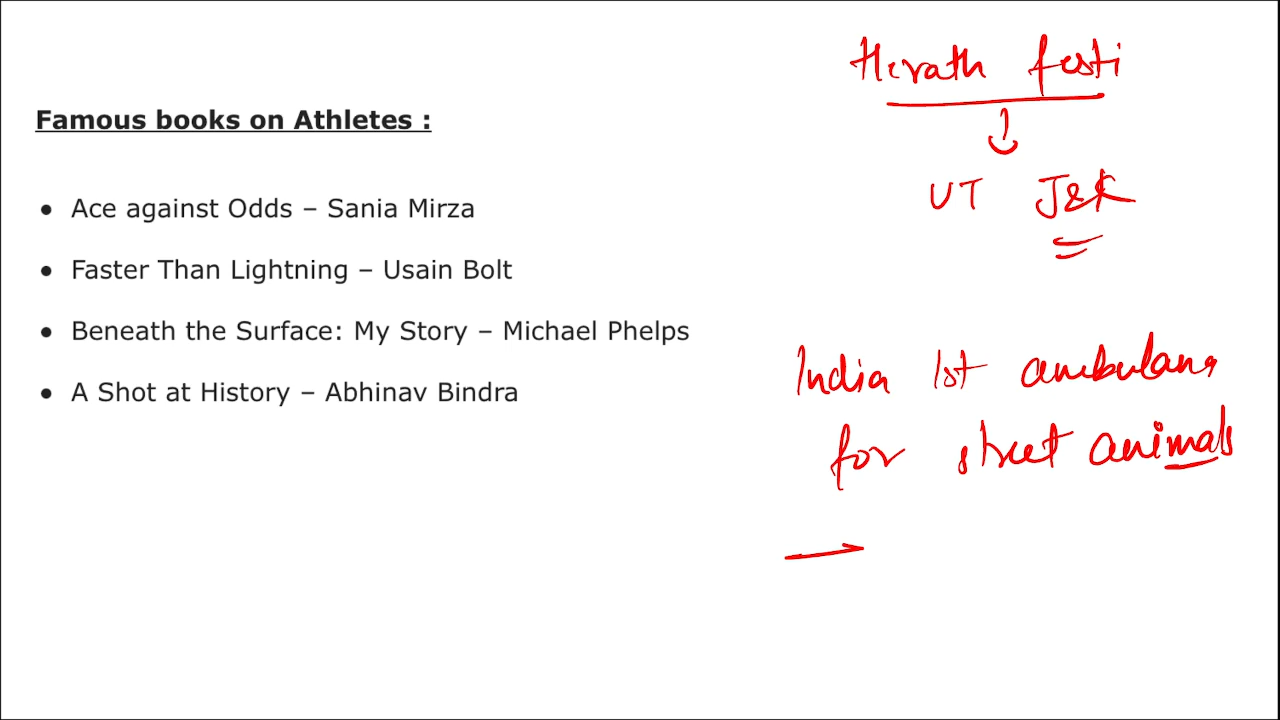 Famous books on Athletes :
● Ace against Odds – Sania Mirza
● Faster Than Lightning – Usain Bolt
● Beneath the Surface: My Story – Michael Phelps
● A Shot at History – Abhinav Bindra
Herath festi
UT J&K
India 1st ambulans
for street animals